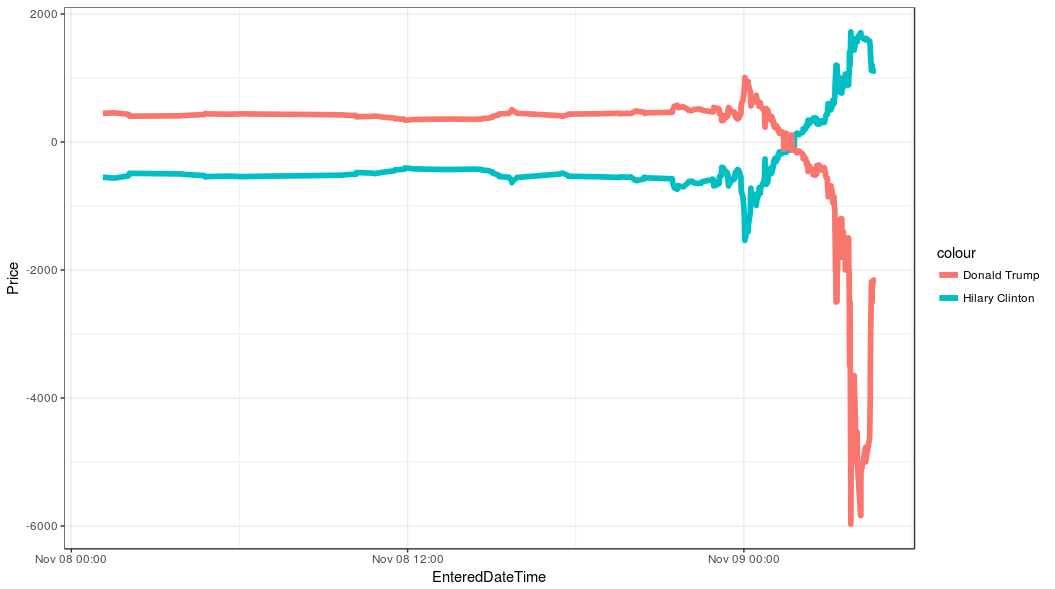 2000
0
-2000
-4000
-6000
Price
Nov 08 00:00
Nov 08 12:00
Nov 09 00:00
EnteredDateTime
colour
Donald Trump
Hilary Clinton